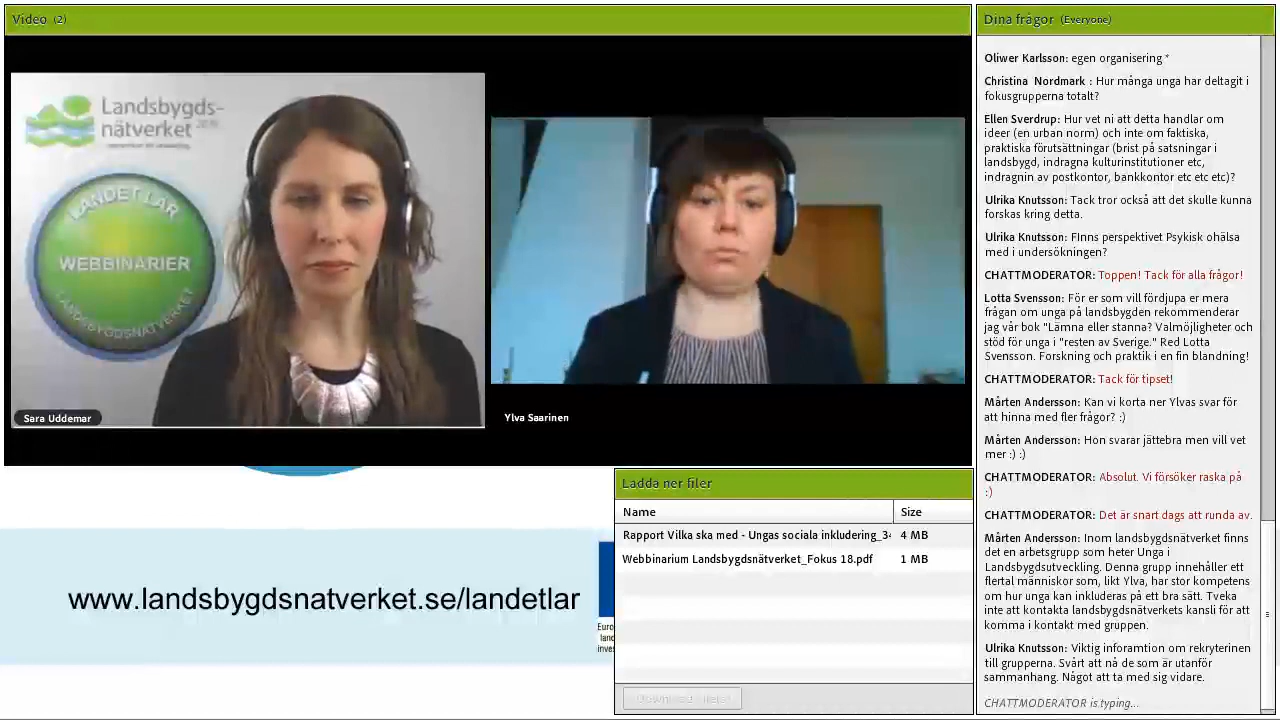 Video (2)
Landsbygds-
nätverket
LANDET LÄR
WEBBINARIER
LANDSBYGDSNÄTVERKET
Sara Uddemar
Ylva Saarinen
www.landsbygdsnatverket.se/landetlar
Euro
land
inves
Ladda ner filer
Name Size
Rapport Vilka ska med - Ungas sociala inkludering_34 4 MB
Webbinarium Landsbygdsnätverket_Fokus 18.pdf 1 MB
Dina frågor (Everyone)
Oliwer Karlsson: egen organisering *
Christina Nordmark : Hur många unga har deltagit i
fokusgrupperna totalt?
Ellen Sverdrup: Hur vet ni att detta handlar om
ideer (en urban norm) och inte om faktiska,
praktiska förutsättningar (brist på satsningar i
landsbygd, indragna kulturinstitutioner etc,
indragnin av postkontor, bankkontor etc etc etc)?
Ulrika Knutsson: Tack tror också att det skulle kunna
forskas kring detta.
Ulrika Knutsson: FInns perspektivet Psykisk ohälsa
med i undersökningen?
CHATTMODERATOR: Toppen! Tack för alla frågor!
Lotta Svensson: För er som vill fördjupa er mera
frågan om unga på landsbygden rekommenderar
jag vår bok "Lämna eller stanna? Valmöjligheter och
stöd för unga i "resten av Sverige." Red Lotta
Svensson. Forskning och praktik i en fin blandning!
CHATTMODERATOR: Tack för tipset!
Mårten Andersson: Kan vi korta ner Ylvas svar för
att hinna med fler frågor? :)
Mårten Andersson: Hon svarar jättebra men vill vet
mer :) :)
CHATTMODERATOR: Absolut. Vi försöker raska på
:)
CHATTMODERATOR: Det är snart dags att runda av.
Mårten Andersson: Inom landsbygdsnätverket finns
det en arbetsgrupp som heter Unga i
Landsbygdsutveckling. Denna grupp innehåller ett
flertal människor som, likt Ylva, har stor kompetens
om hur unga kan inkluderas på ett bra sätt. Tveka
inte att kontakta landsbygdsnätverkets kansli för att
komma i kontakt med gruppen.
Ulrika Knutsson: Viktig inforamtion om rekryterinen
till grupperna. Svårt att nå de som är utanför
sammanhang. Något att ta med sig vidare.
CHATTMODERATOR is typing...